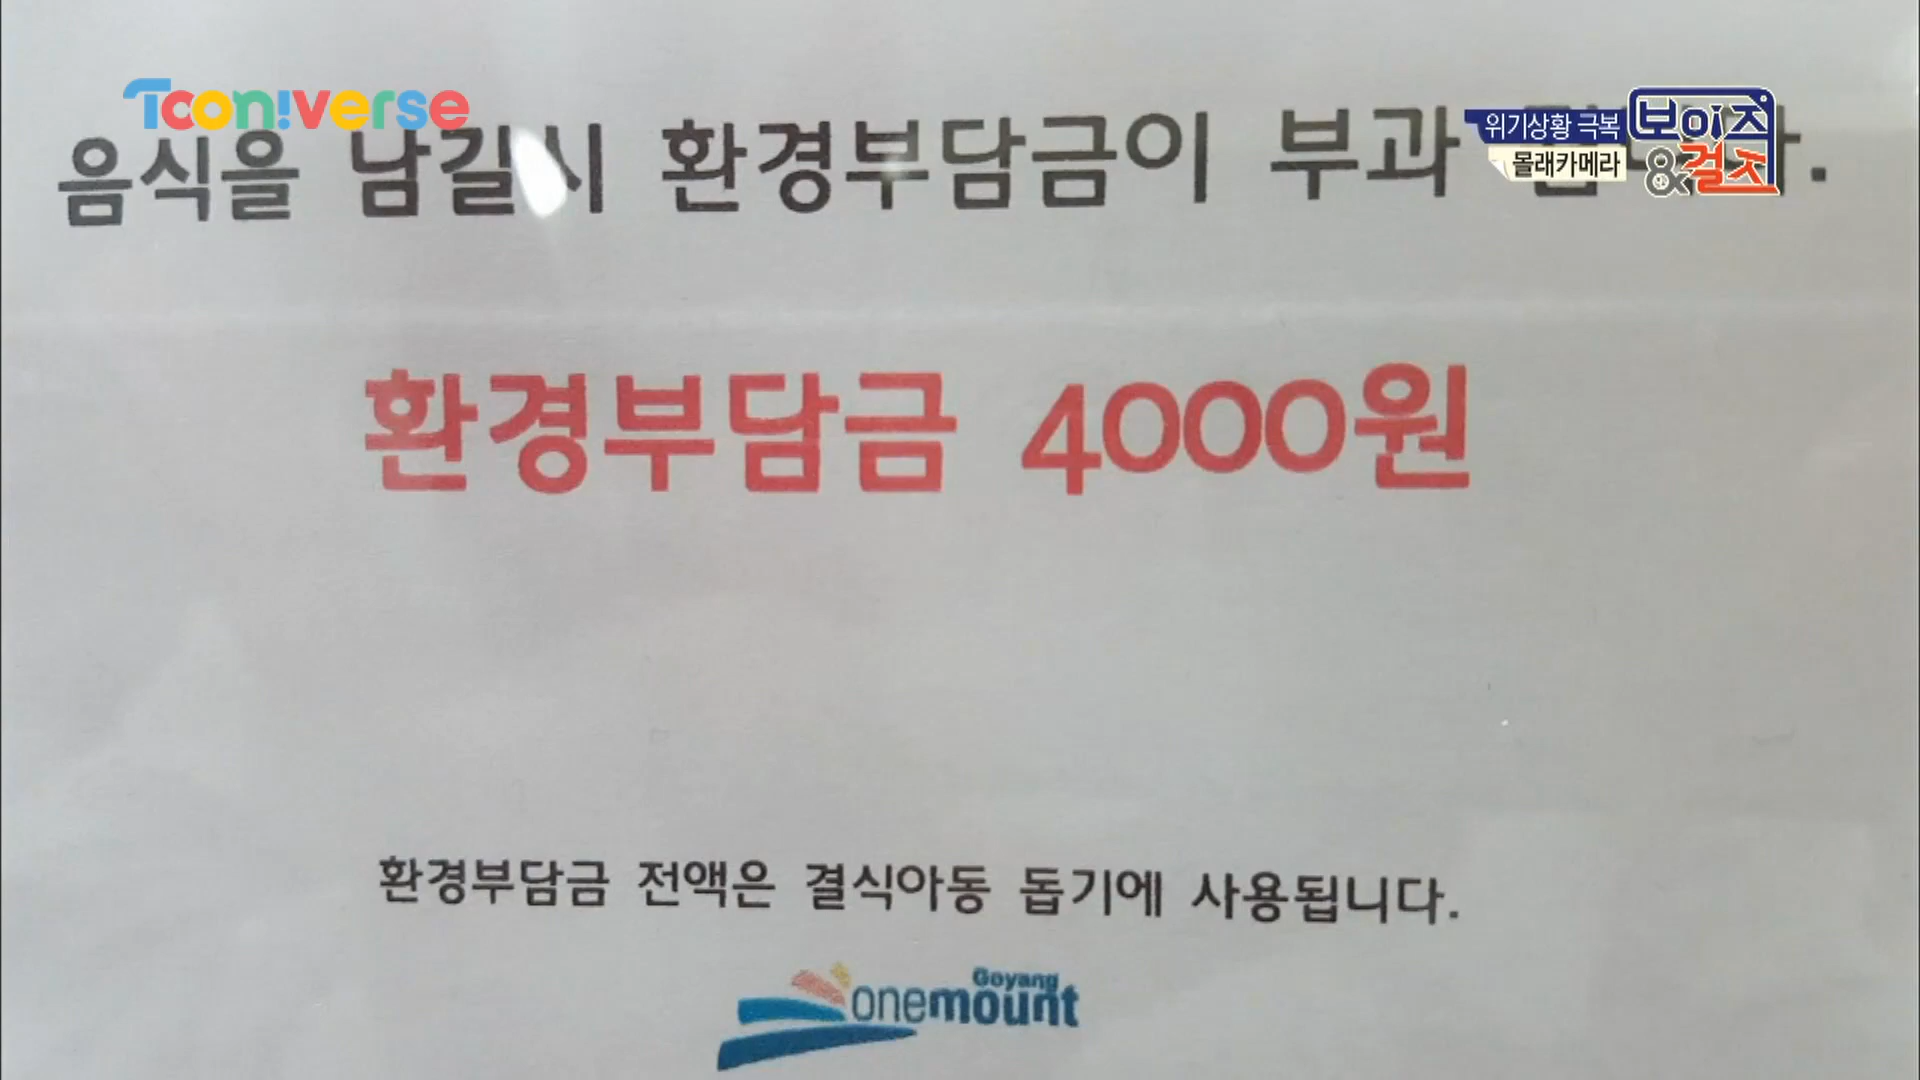 Tooniverse
위기상황 극복
몰래카메라
보이즈
&걸즈
음식을 남길시 환경부담금이 부과
환경부담금 4000원
환경부담금 전액은 결식아동 돕기에 사용됩니다.
Goyang
onemount